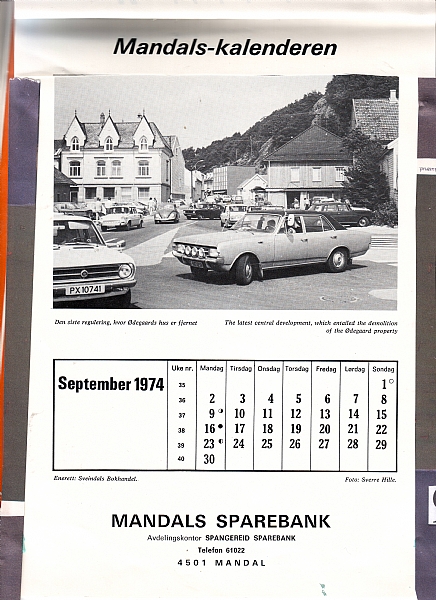 Mandals-kalenderen
PX 10741
Den siste regulering, hvor Ødegaards hus er fjernet
The latest central development, which entailed the demolition
of the Ødegaard property
September 1974
Uke nr. Mandag Tirsdag Onsdag Torsdag Fredag Lørdag Søndag
35 1
36 2 3 4 5 6 7 8
37 9 10 11 12 13 14 15
38 16 17 18 19 20 21 22
39 23 24 25 26 27 28 29
40 30
Enerett: Sveindals Bokhandel.
Foto: Sverre Hille.
MANDALS SPAREBANK
Avdelingskontor SPANGEREID SPAREBANK
Telefon 61022
4501 MANDAL